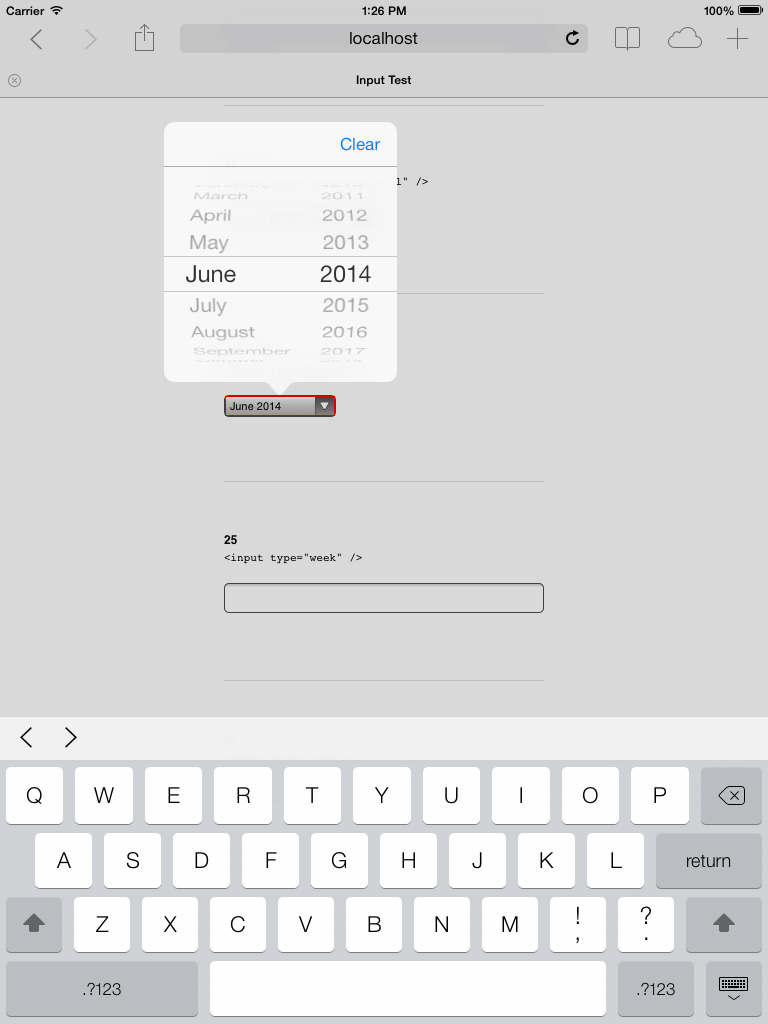 Carrier 1:26 PM 100%
localhost
Input Test
Clear
1" />
March 2011
April 2012
May 2013
June 2014
July 2015
August 2016
September 2017
June 2014
25
<input type="week" />
Q W E R T Y U I O P
A S D F G H J K L return
Z X C V B N M ! , ? .
.?123 .?123